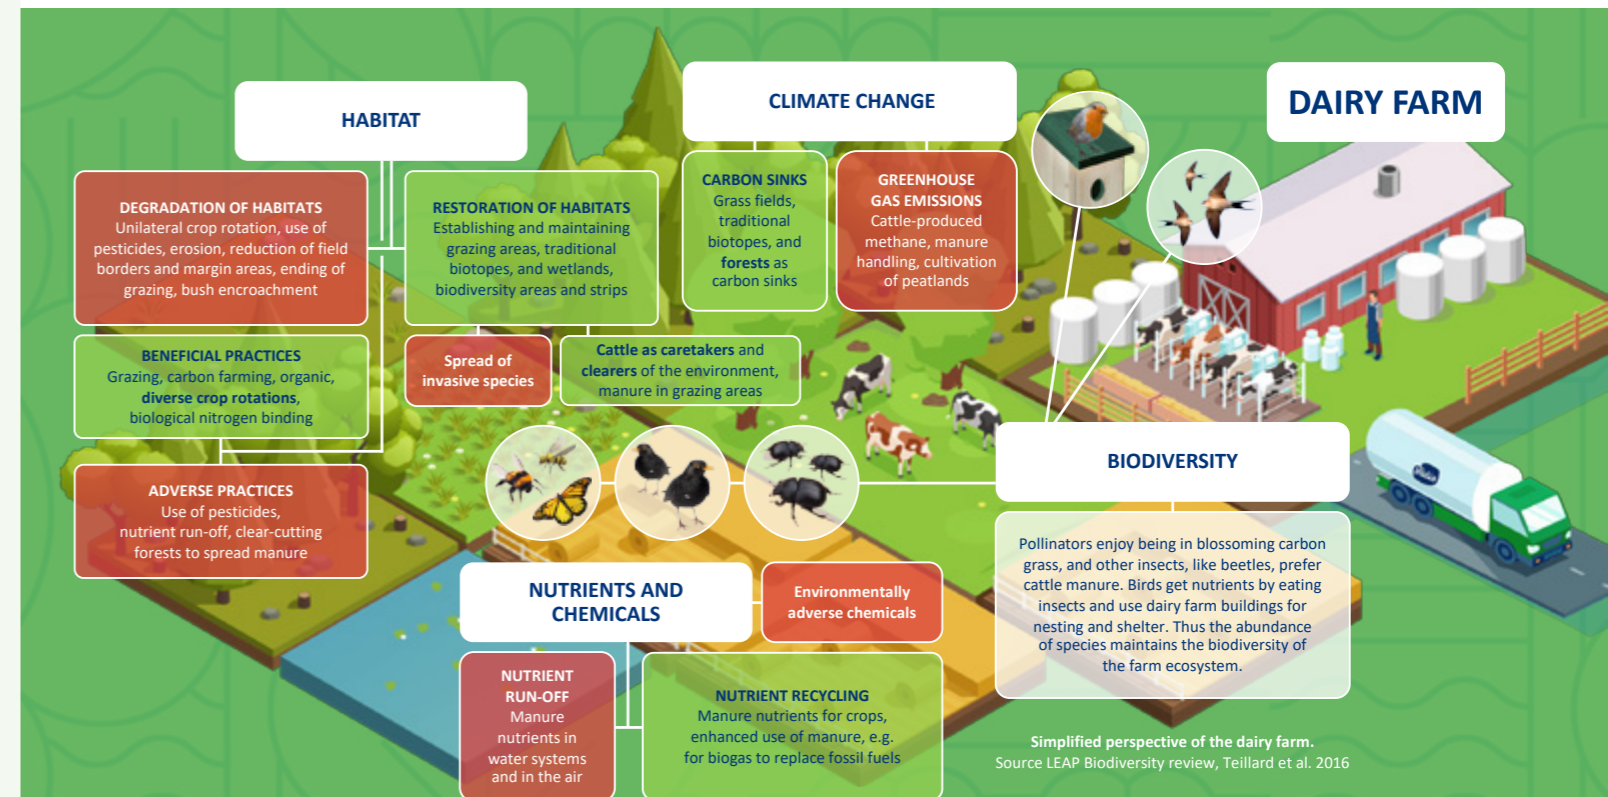 DAIRY FARM
HABITAT
DEGRADATION OF HABITATS
Unilateral crop rotation, use of
pesticides, erosion, reduction of field
borders and margin areas, ending of
grazing, bush encroachment
RESTORATION OF HABITATS
Establishing and maintaining
grazing areas, traditional
biotopes, and wetlands,
biodiversity areas and strips
BENEFICIAL PRACTICES
Grazing, carbon farming, organic,
diverse crop rotations,
biological nitrogen binding
Spread of
invasive species
Cattle as caretakers and
clearers of the environment,
manure in grazing areas
ADVERSE PRACTICES
Use of pesticides,
nutrient run-off, clear-cutting
forests to spread manure
CLIMATE CHANGE
CARBON SINKS
Grass fields,
traditional
biotopes, and
forests as
carbon sinks
GREENHOUSE
GAS EMISSIONS
Cattle-produced
methane, manure
handling, cultivation
of peatlands
BIODIVERSITY
Pollinators enjoy being in blossoming carbon
grass, and other insects, like beetles, prefer
cattle manure. Birds get nutrients by eating
insects and use dairy farm buildings for
nesting and shelter. Thus the abundance
of species maintains the biodiversity of
the farm ecosystem.
NUTRIENTS AND
CHEMICALS
Environmentally
adverse chemicals
NUTRIENT
RUN-OFF
Manure
nutrients in
water systems
and in the air
NUTRIENT RECYCLING
Manure nutrients for crops,
enhanced use of manure, e.g.
for biogas to replace fossil fuels
Simplified perspective of the dairy farm.
Source LEAP Biodiversity review, Teillard et al. 2016